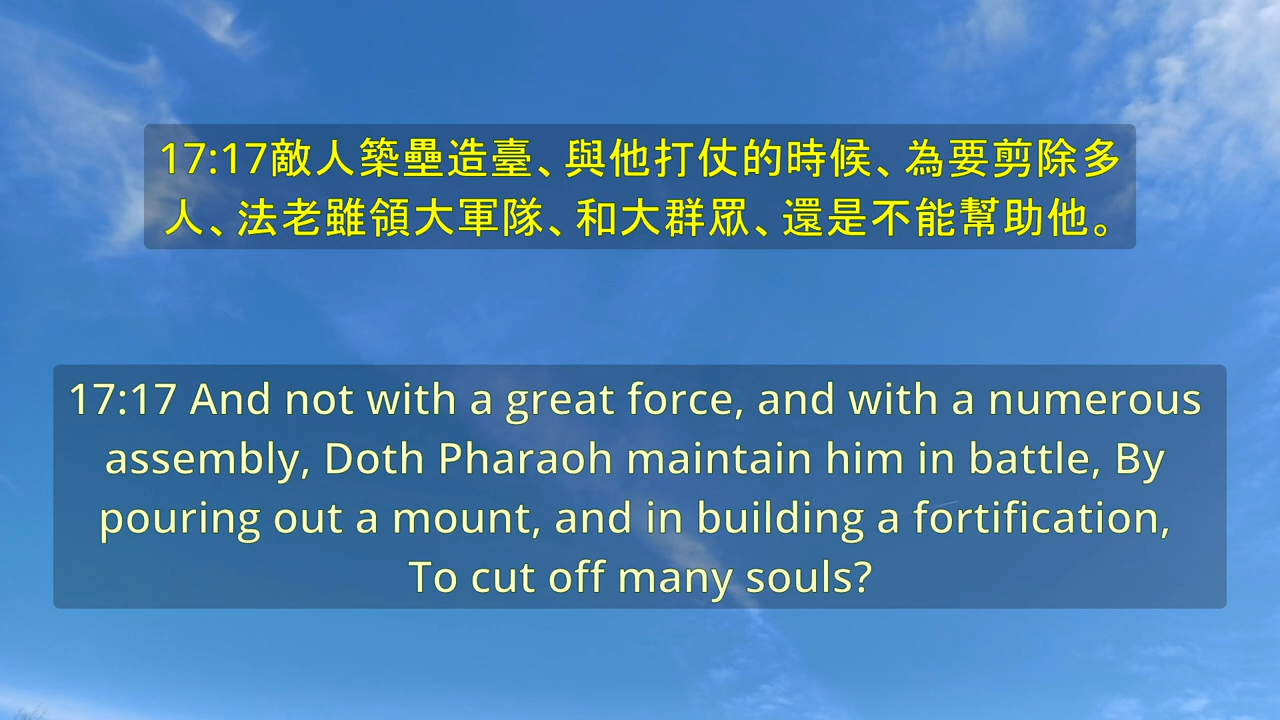 17:17敵人築壘造臺、與他打仗的時候、為要剪除多
人、法老雖領大軍隊、和大群眾、還是不能幫助他。
17:17 And not with a great force, and with a numerous
assembly, Doth Pharaoh maintain him in battle, By
pouring out a mount, and in building a fortification,
To cut off many souls?